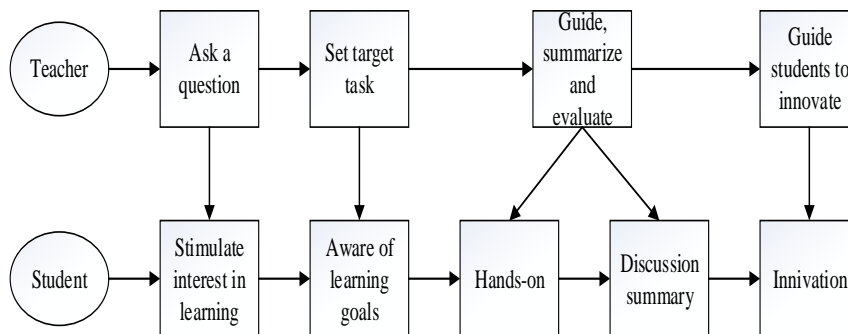 Teacher
Ask a
question
Set target
task
Guide,
summarize
and
evaluate
Guide
students to
innovate
Student
Stimulate
interest in
learning
Aware of
learning
goals
Hands-on
Discussion
summary
Innivation